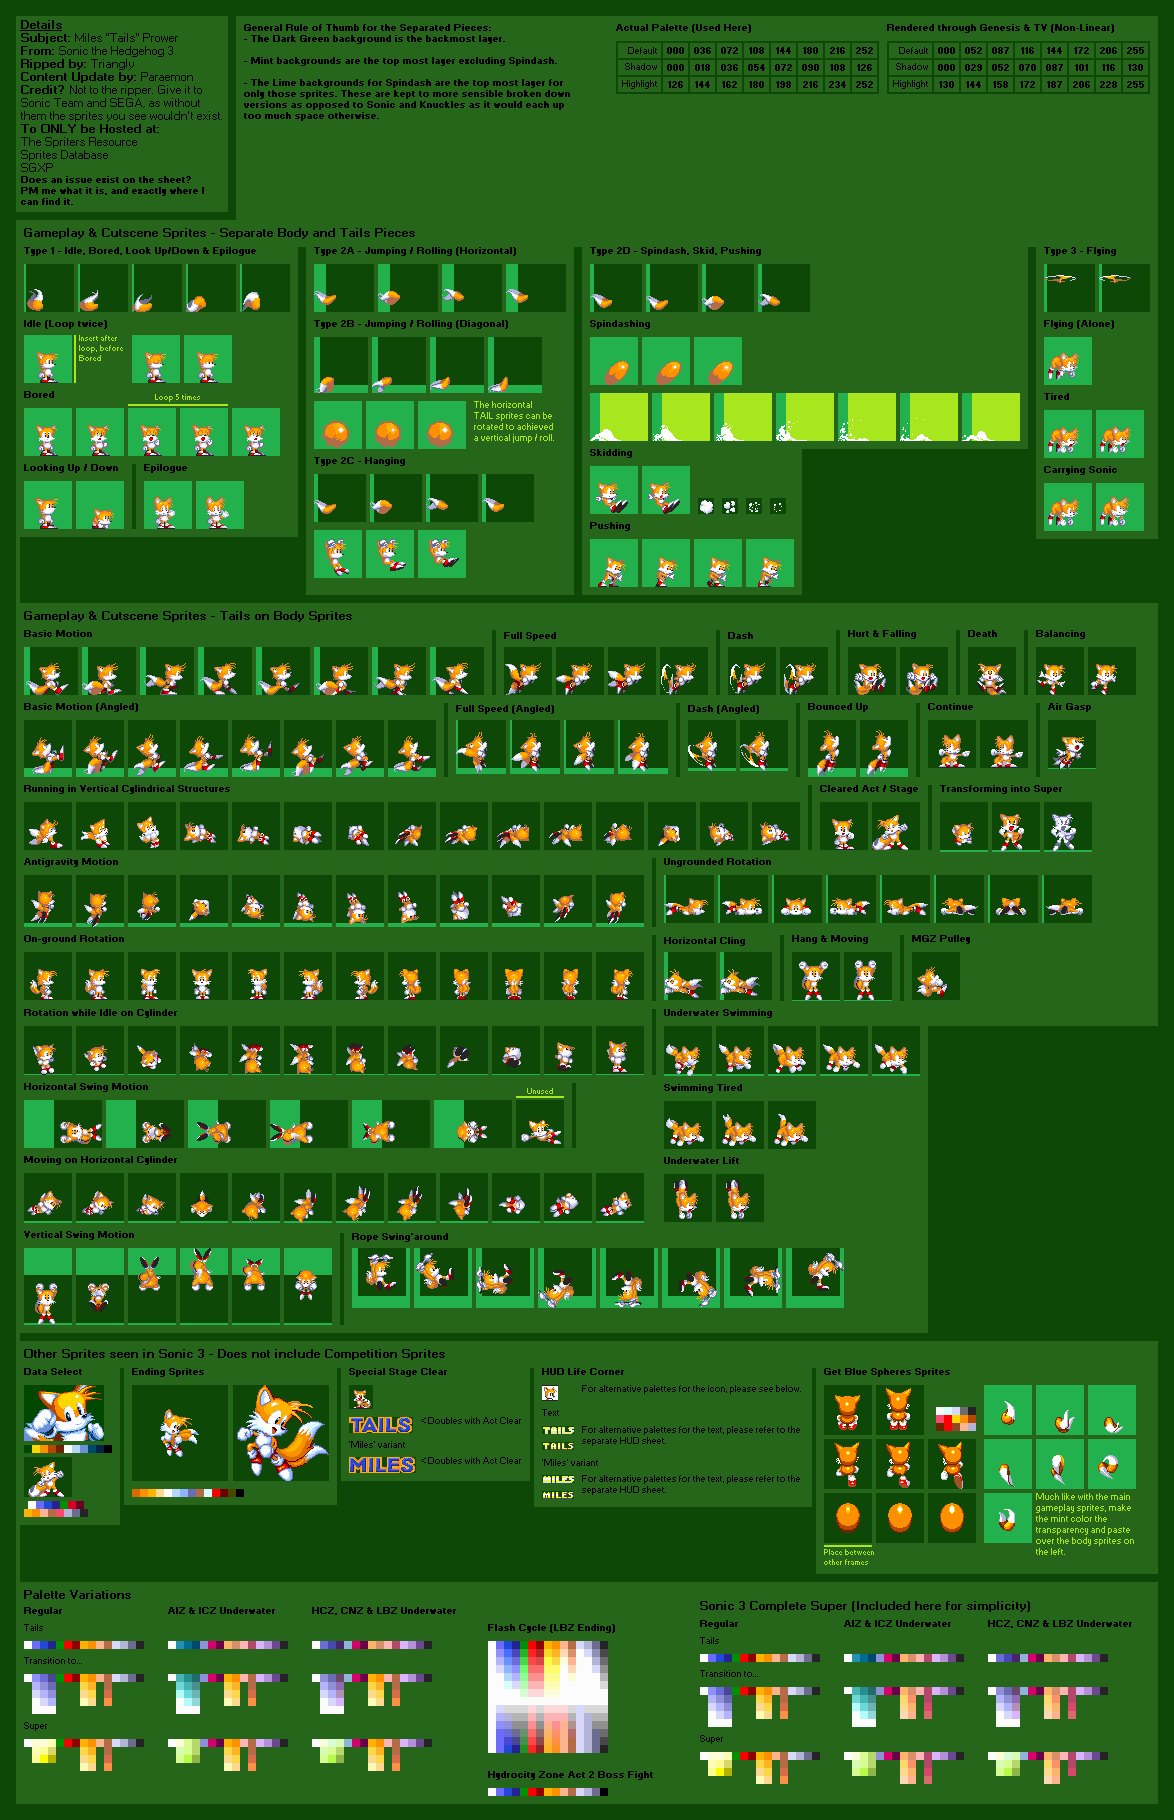 Details
Subject: Miles "Tails" Prower
From: Sonic the Hedgehog 3
Ripped by: Triangly
Content Update by: Paraemon
Credit? Not to the ripper. Give it to
Sonic Team and SEGA, as without
them the sprites you see wouldn't exist.
To ONLY be Hosted at:
The Spriters Resource
Sprites Database
SGXP
Does an issue exist on the sheet?
PM me what it is, and exactly where I
can find it.
General Rule of Thumb for the Separated Pieces:
- The Dark Green background is the backmost layer.
- Mint backgrounds are the top most layer excluding Spindash.
- The Lime backgrounds for Spindash are the top most layer for
only those sprites. These are kept to more sensible broken down
versions as opposed to Sonic and Knuckles as it would each up
too much space otherwise.
Actual Palette (Used Here)
Default 000 036 072 108 144 180 216 252
Shadow 000 018 036 054 072 090 108 126
Highlight 126 144 162 180 198 216 234 252
Rendered through Genesis & TV (Non-Linear)
Default 000 052 087 116 144 172 206 255
Shadow 000 029 052 070 087 101 116 130
Highlight 130 144 158 172 187 206 228 255
Gameplay & Cutscene Sprites - Separate Body and Tails Pieces
Type 1 - Idle, Bored, Look Up/Down & Epilogue
Idle (Loop twice)
Insert after
loop, before
Bored
Bored
Loop 5 times
Looking Up / Down
Epilogue
Type 2A - Jumping / Rolling (Horizontal)
Type 2B - Jumping / Rolling (Diagonal)
The horizontal
TAIL sprites can be
rotated to achieved
a vertical jump / roll.
Type 2C - Hanging
Type 2D - Spindash, Skid, Pushing
Spindashing
Skidding
Pushing
Type 3 - Flying
Flying (Alone)
Tired
Carrying Sonic
Gameplay & Cutscene Sprites - Tails on Body Sprites
Basic Motion
Full Speed
Dash
Hurt & Falling
Death
Balancing
Basic Motion (Angled)
Full Speed (Angled)
Dash (Angled)
Bounced Up
Continue
Air Gasp
Running in Vertical Cylindrical Structures
Cleared Act / Stage
Transforming into Super
Antigravity Motion
Ungrounded Rotation
On-ground Rotation
Horizontal Cling
Hang & Moving
MGZ Pulley
Rotation while Idle on Cylinder
Underwater Swimming
Horizontal Swing Motion
Unused
Swimming Tired
Moving on Horizontal Cylinder
Underwater Lift
Vertical Swing Motion
Rope Swing'around
Other Sprites seen in Sonic 3 - Does not include Competition Sprites
Data Select
Ending Sprites
Special Stage Clear
TAILS
<Doubles with Act Clear
'Miles' variant
MILES
<Doubles with Act Clear
HUD Life Corner
For alternative palettes for the icon, please see below.
Text
TAILS
TAILS
For alternative palettes for the text, please refer to the
separate HUD sheet.
'Miles' variant
MILES
MILES
For alternative palettes for the text, please refer to the
separate HUD sheet.
Get Blue Spheres Sprites
Place between
other frames
Much like with the main
gameplay sprites, make
the mint color the
transparency and paste
over the body sprites on
the left.
Palette Variations
Regular
AIZ & ICZ Underwater
HCZ, CNZ & LBZ Underwater
Tails
Transition to...
Super
Flash Cycle (LBZ Ending)
Hydrocity Zone Act 2 Boss Fight
Sonic 3 Complete Super (Included here for simplicity)
Regular
AIZ & ICZ Underwater
HCZ, CNZ & LBZ Underwater
Tails
Transition to...
Super